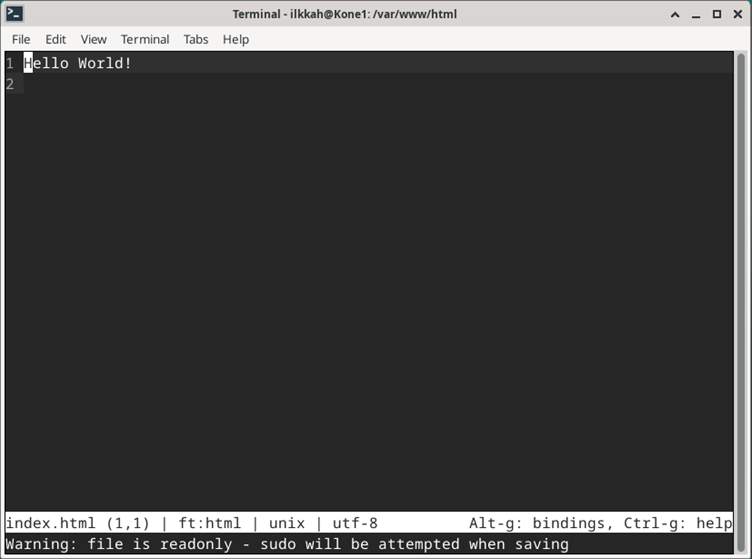 Terminal - ilkkah@Kone1: /var/www/html
File Edit View Terminal Tabs Help
1 Hello World!
2
index.html (1,1) | ft:html | unix | utf-8 Alt-g: bindings, Ctrl-g: help
Warning: file is readonly - sudo will be attempted when saving